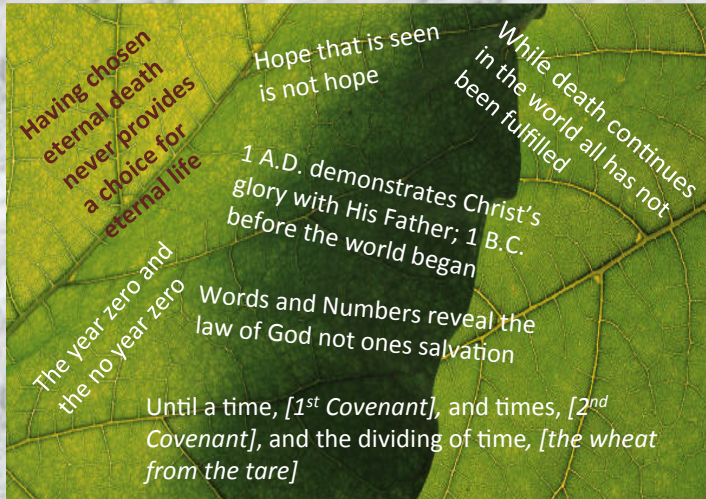 Having chosen
eternal death
never provides
a choice for
eternal life
Hope that is seen
is not hope
While death continues
in the world all has not
been fulfilled
1 A.D. demonstrates Christ's
glory with His Father; 1 B.C.
before the world began
The year zero and
the no year zero
Words and Numbers reveal the
law of God not ones salvation
Until a time, [1st Covenant], and times, [2nd
Covenant], and the dividing of time, [the wheat
from the tare]